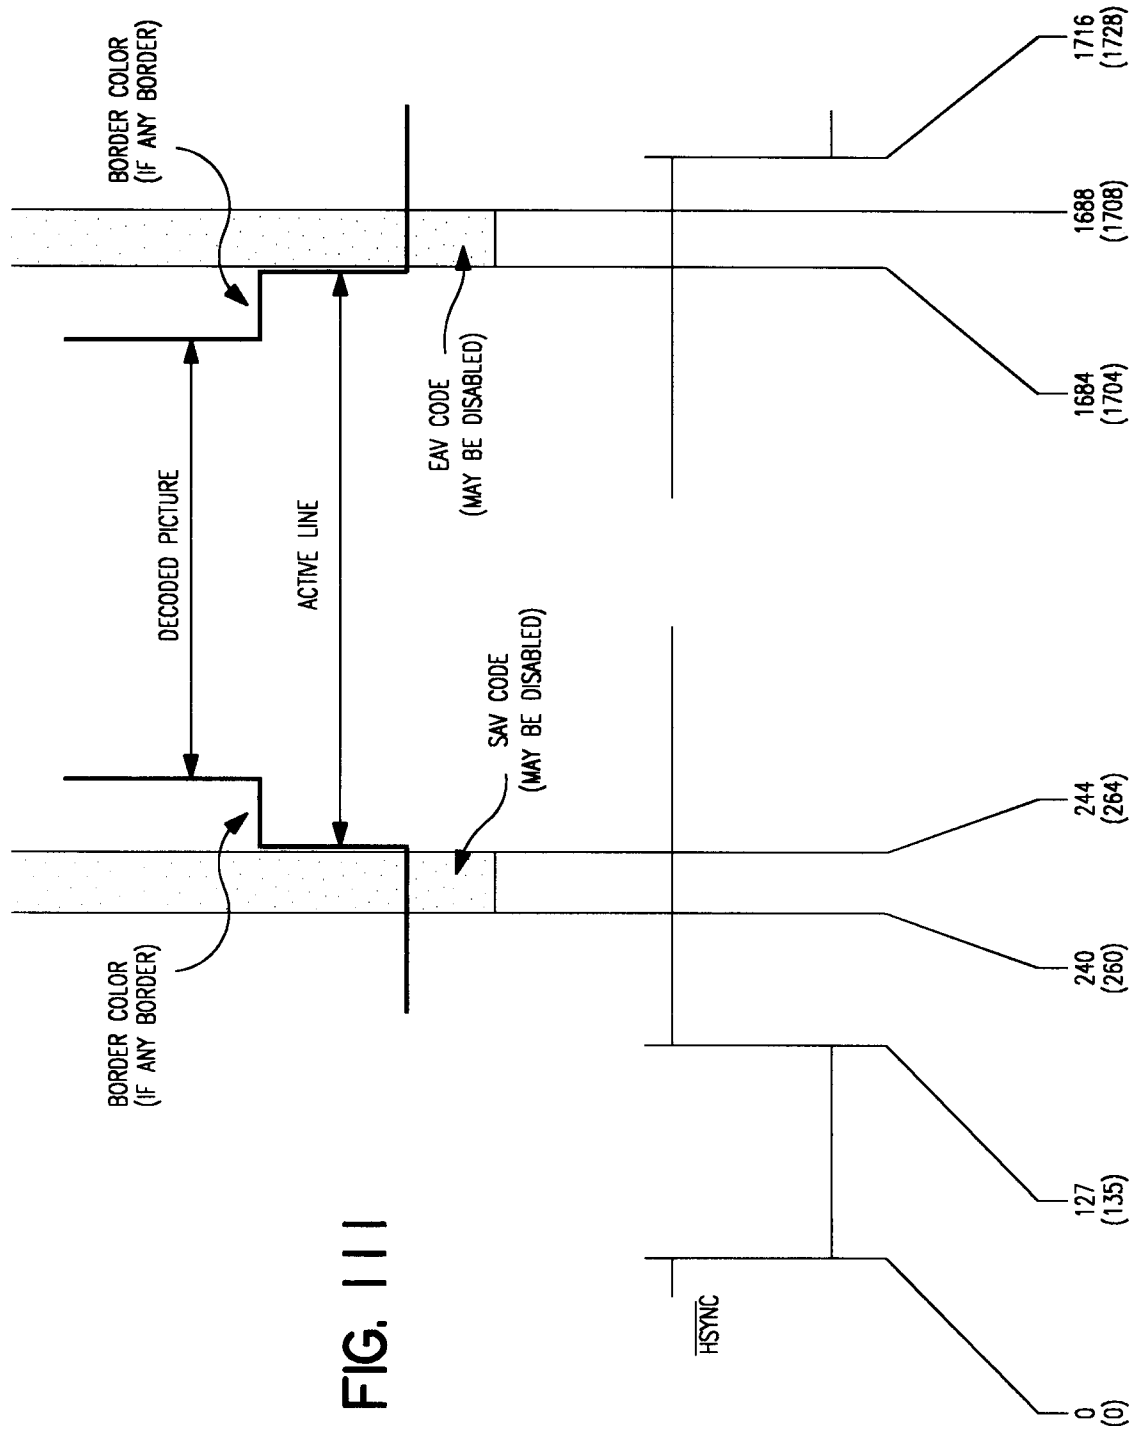 BORDER COLOR
(IF ANY BORDER)
BORDER COLOR
(IF ANY BORDER)
DECODED PICTURE
ACTIVE LINE
SAV CODE
(MAY BE DISABLED)
EAV CODE
(MAY BE DISABLED)
FIG. 111
HSYNC
0
(0)
127
(135)
240
(260)
244
(264)
1684
(1704)
1688
(1708)
1716
(1728)